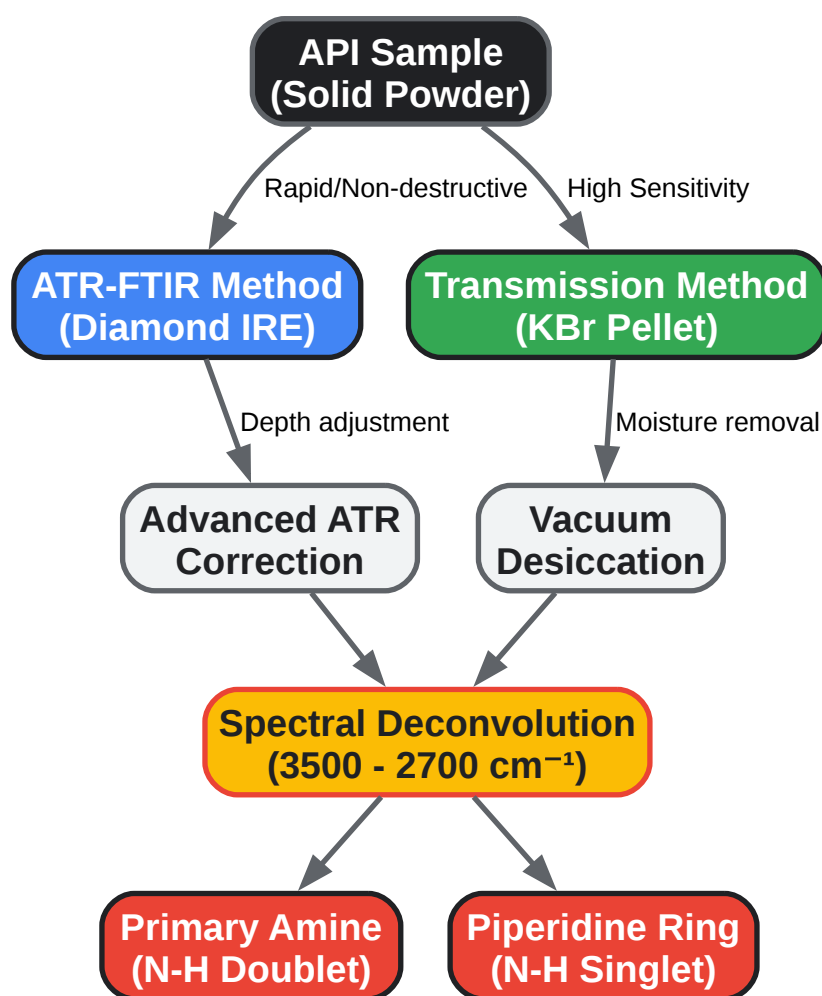 API Sample
(Solid Powder)
Rapid/Non-destructive
High Sensitivity
ATR-FTIR Method
(Diamond IRE)
Transmission Method
(KBr Pellet)
Depth adjustment
Moisture removal
Advanced ATR
Correction
Vacuum
Desiccation
Spectral Deconvolution
(3500 - 2700 cm⁻¹)
Primary Amine
(N-H Doublet)
Piperidine Ring
(N-H Singlet)